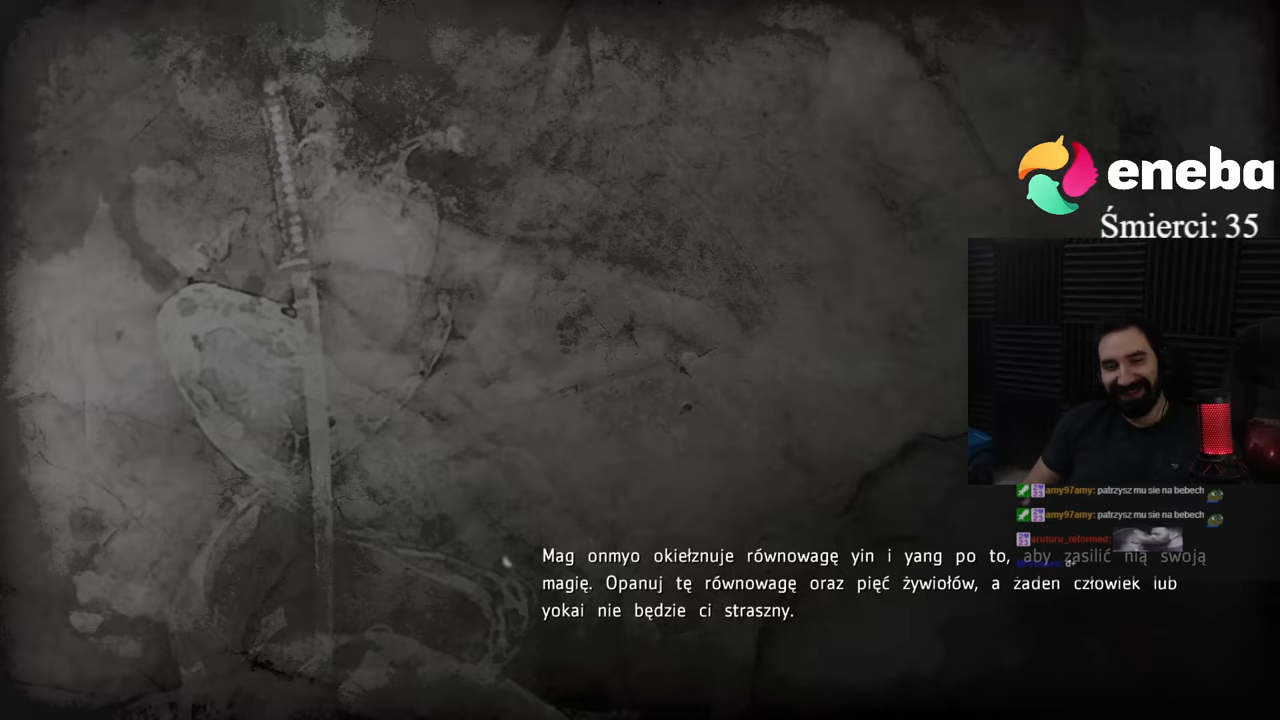 eneba
Śmierci: 35
amy97amy: patrzysz mu sie na bebech
amy97amy: patrzysz mu sie na bebech
aruturu_reformed:
Mag onmyo okiełznuje równowagę yin i yang po to, aby zasilić nią swoją
magię. Opanuj tę równowagę oraz pięć żywiołów, a żaden człowiek lub
yokai nie będzie ci straszny.